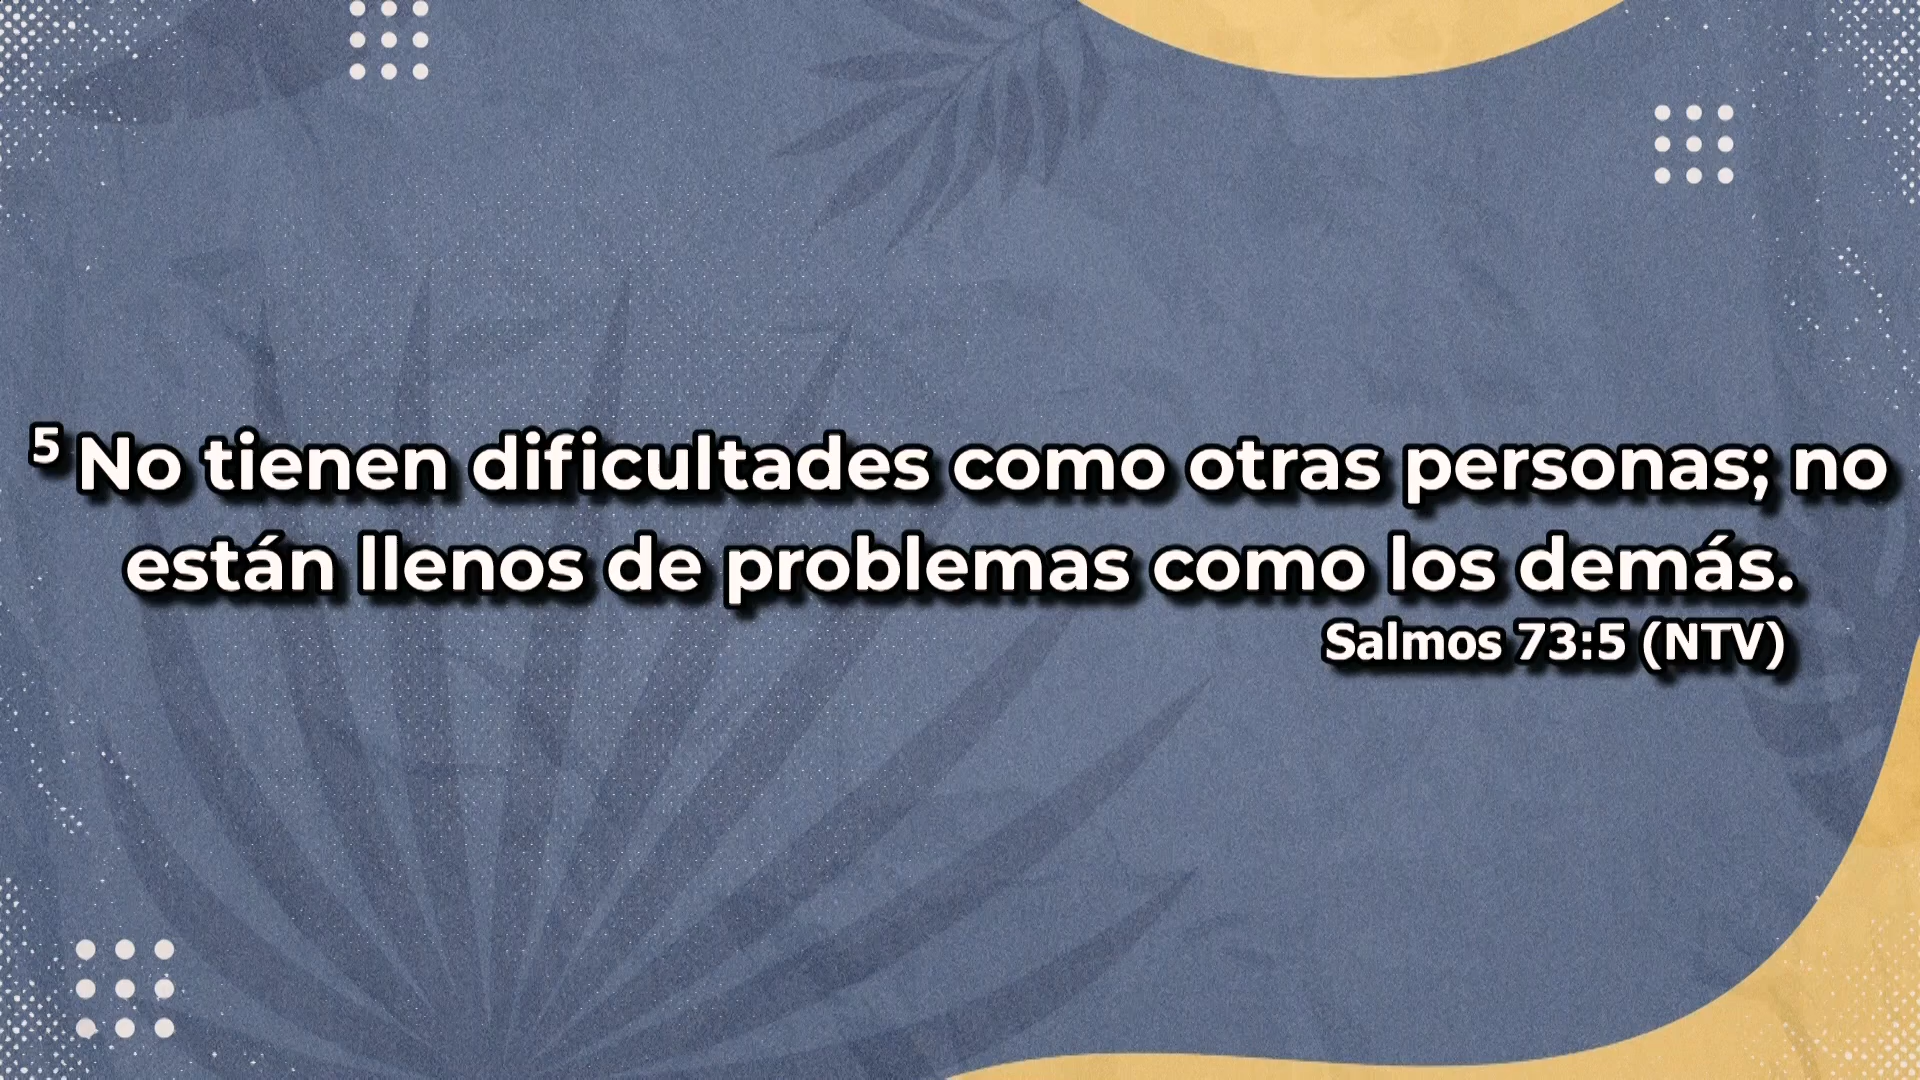 5 No tienen dificultades como otras personas; no
están llenos de problemas como los demás.
Salmos 73:5 (NTV)